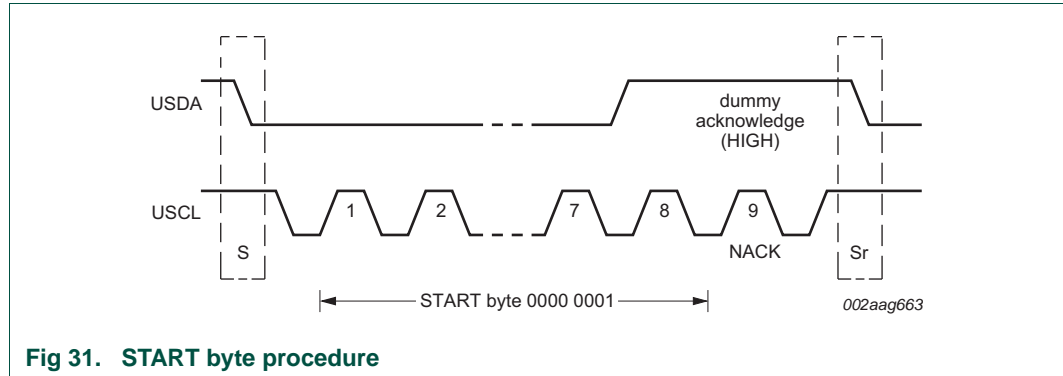 USDA
dummy
acknowledge
(HIGH)
USCL
1
2
7
8
9
S
NACK
Sr
START byte 0000 0001
002aag663
Fig 31. START byte procedure